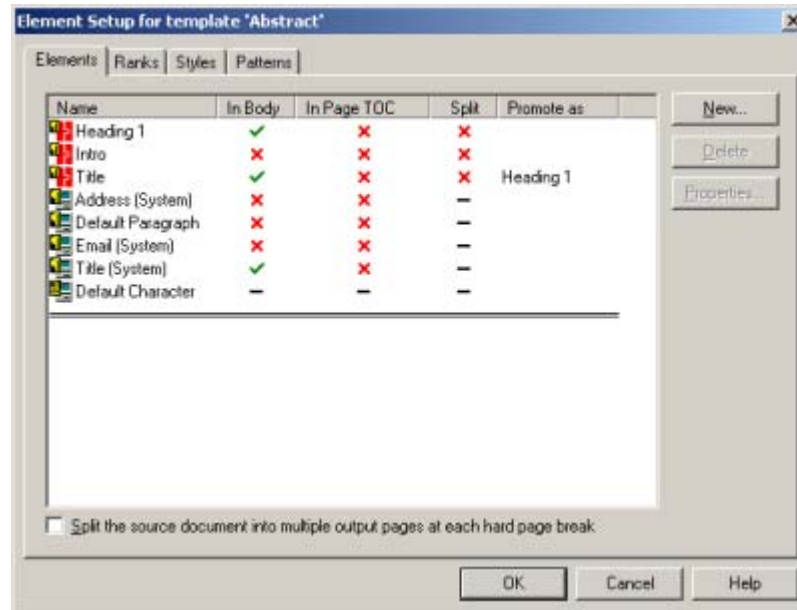 Element Setup for template "Abstract"
Elements Ranks Styles Patterns
Name In Body In Page TOC Split Promote as
Heading 1
Intro
Title Heading 1
Address (System)
Default Paragraph
Email (System)
Title (System)
Default Character
New...
Delete
Properties...
Split the source document into multiple output pages at each hard page break
OK Cancel Help